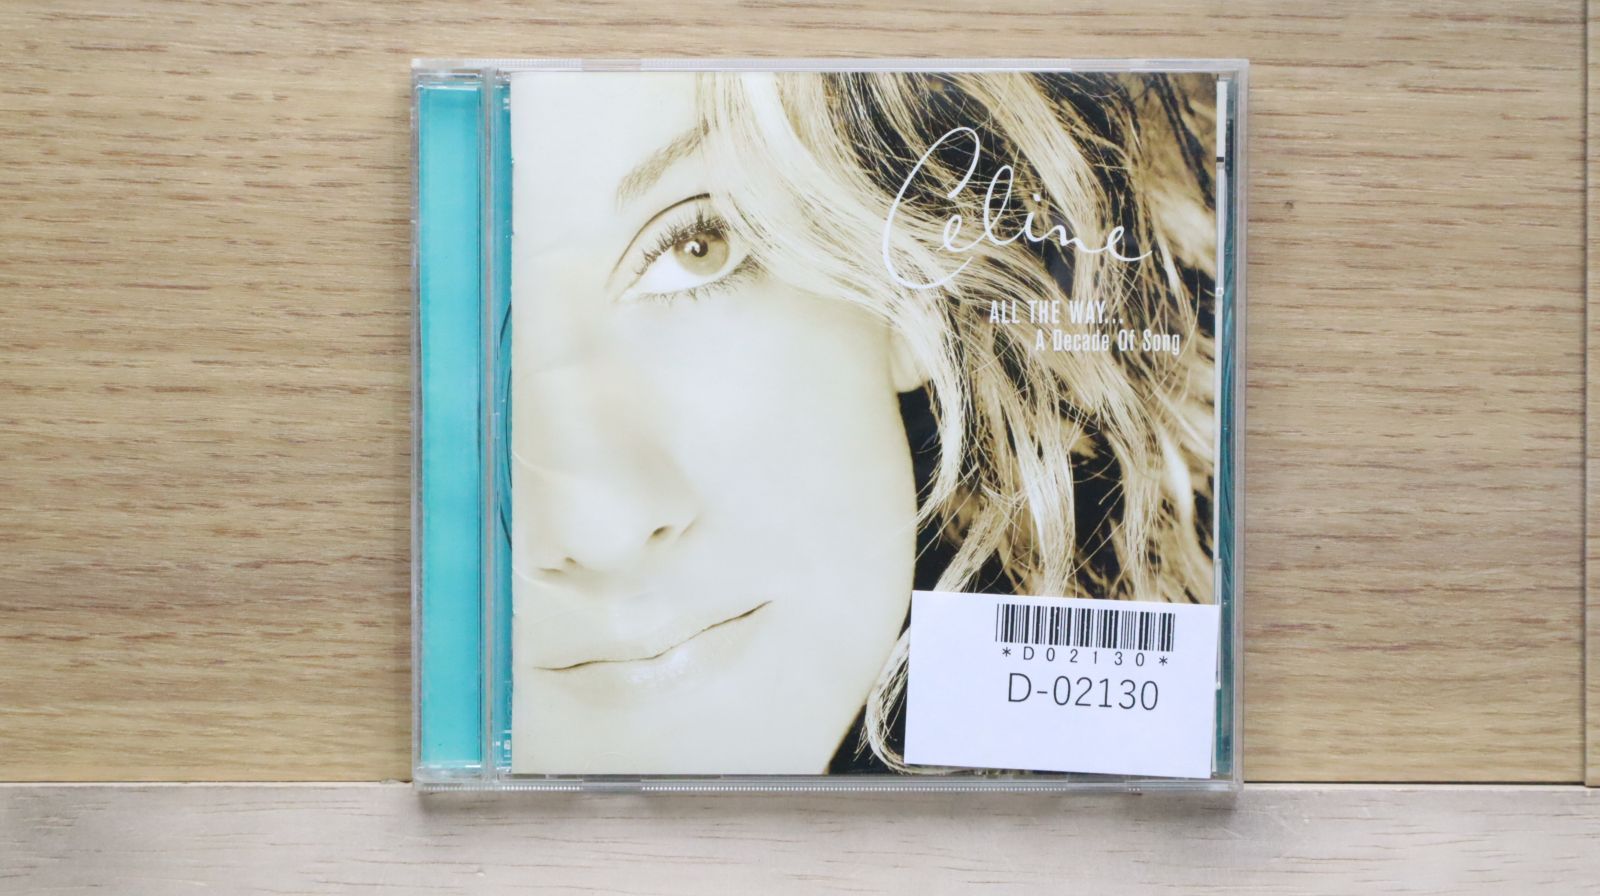 Celine
ALL THE WAY...
A Decade Of Song
*D02130*
D-02130